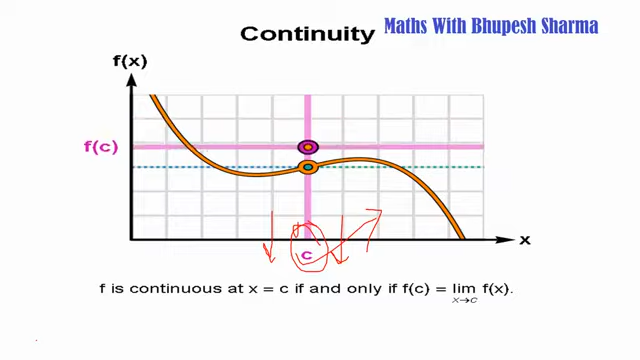 Continuity
Maths With Bhupesh Sharma
f(x)
f(c)
x
c
f is continuous at x = c if and only if f(c) = lim f(x).
x→c